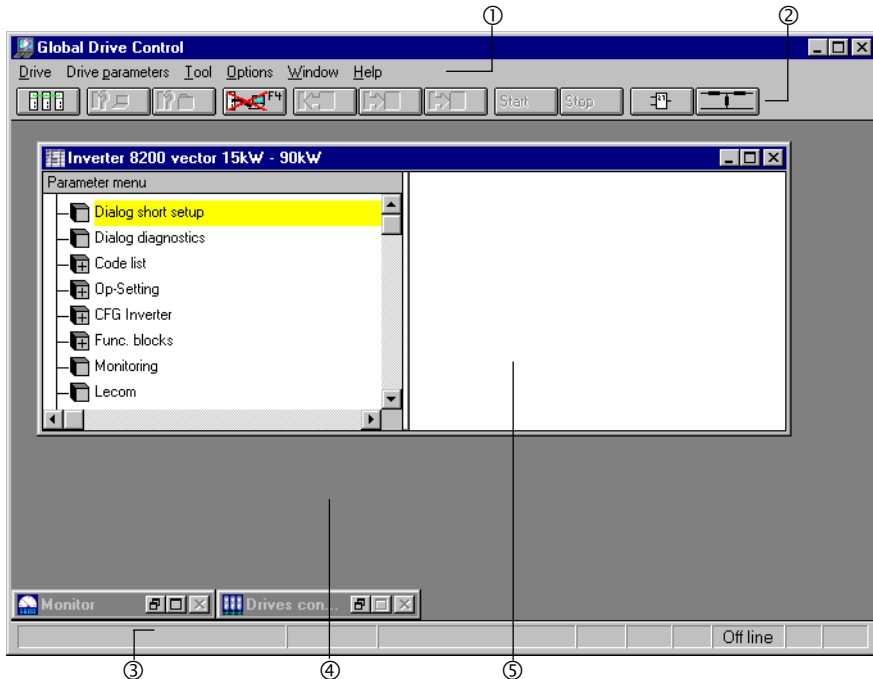 ① ②
Global Drive Control
Drive Drive parameters Tool Options Window Help
F4 Start Stop
Inverter 8200 vector 15kW - 90kW
Parameter menu
Dialog short setup
Dialog diagnostics
Code list
Op-Setting
CFG Inverter
Func. blocks
Monitoring
Lecom
Monitor Drives con...
Off line
③ ④ ⑤